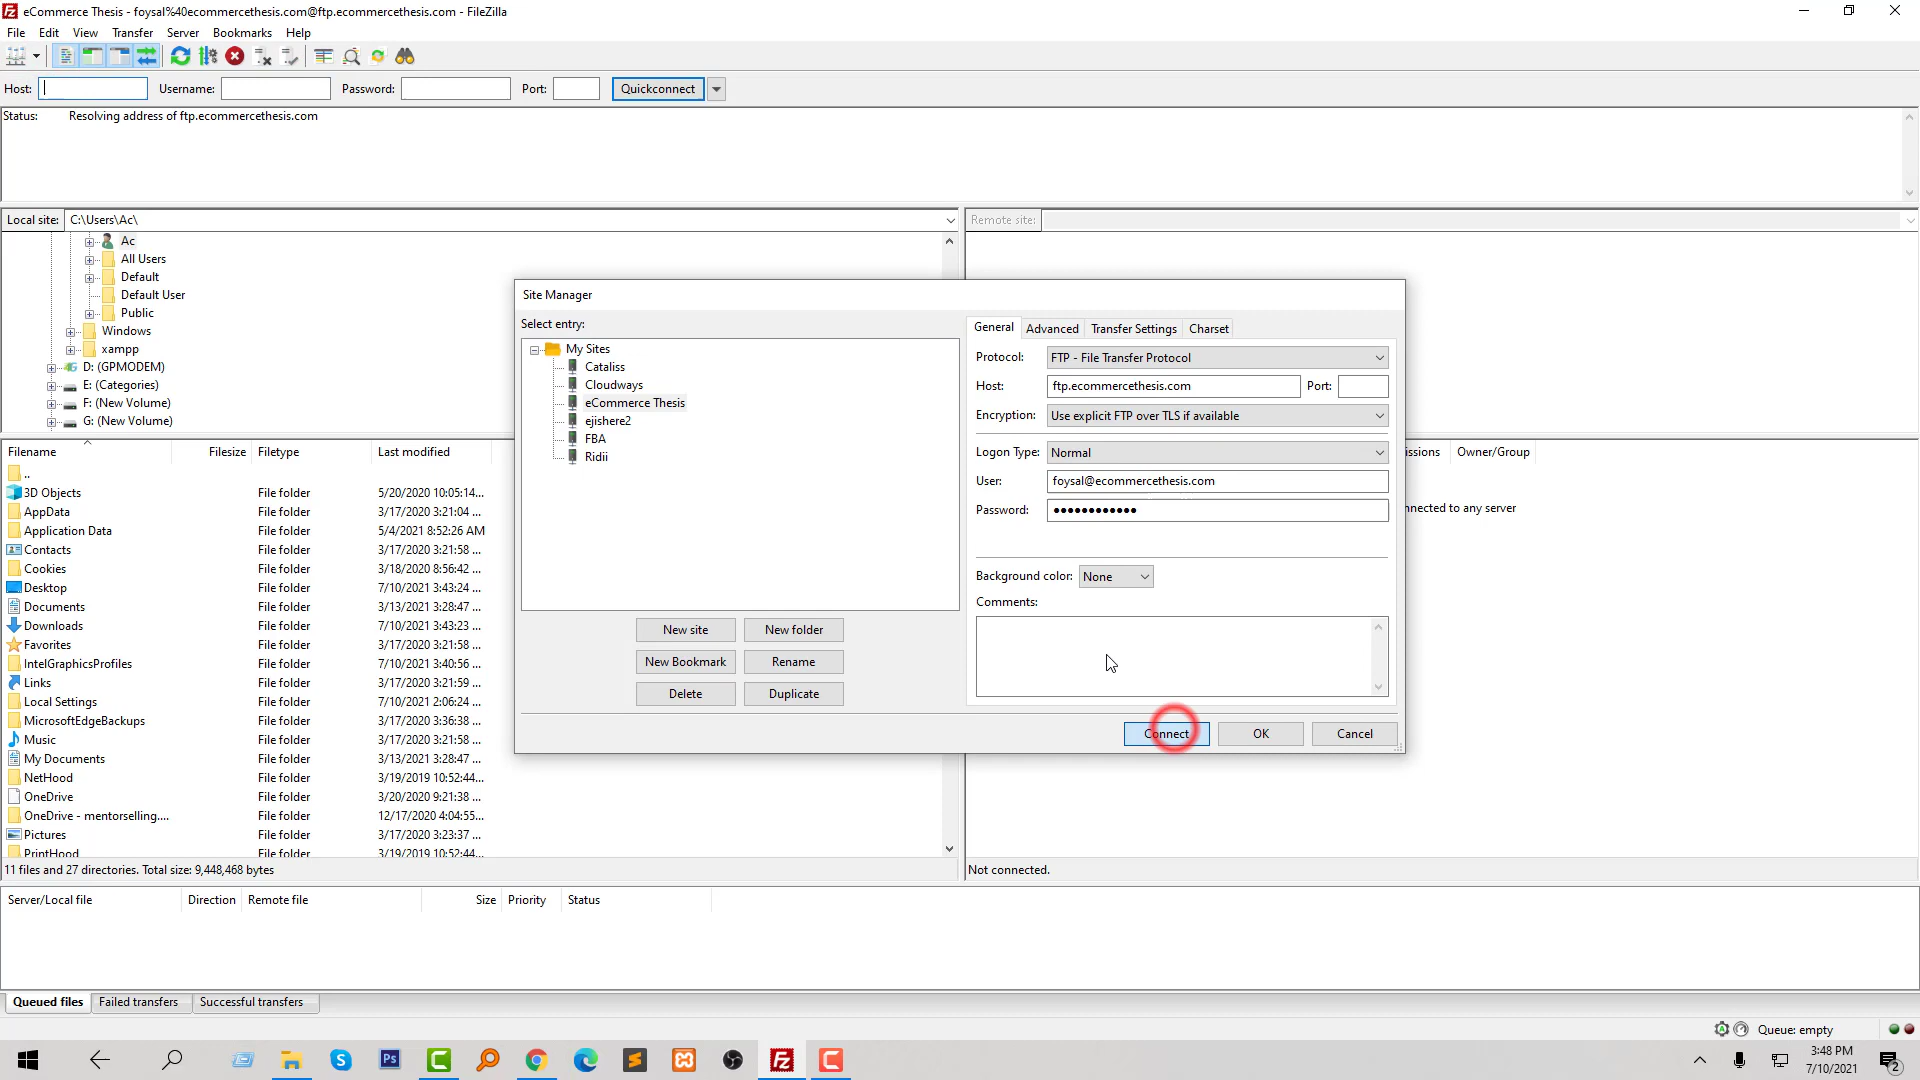 eCommerce Thesis - foysal%40ecommercethesis.com@ftp.ecommercethesis.com - FileZilla
File Edit View Transfer Server Bookmarks Help
Host: Username: Password: Port: Quickconnect
Status: Resolving address of ftp.ecommercethesis.com
Local site: C:\Users\Ac\
Remote site:
Ac
All Users
Default
Default User
Public
Windows
xampp
D: (GPMODEM)
E: (Categories)
F: (New Volume)
G: (New Volume)
Filename Filesize Filetype Last modified
..
3D Objects File folder 5/20/2020 10:05:14...
AppData File folder 3/17/2020 3:21:04 ...
Application Data File folder 5/4/2021 8:52:26 AM
Contacts File folder 3/17/2020 3:21:58 ...
Cookies File folder 3/18/2020 8:56:42 ...
Desktop File folder 7/10/2021 3:43:24 ...
Documents File folder 3/13/2021 3:28:47 ...
Downloads File folder 7/10/2021 3:43:23 ...
Favorites File folder 3/17/2020 3:21:58 ...
IntelGraphicsProfiles File folder 7/10/2021 3:40:56 ...
Links File folder 3/17/2020 3:21:59 ...
Local Settings File folder 7/10/2021 2:06:24 ...
MicrosoftEdgeBackups File folder 3/17/2020 3:36:38 ...
Music File folder 3/17/2020 3:21:58 ...
My Documents File folder 3/13/2021 3:28:47 ...
NetHood File folder 3/19/2019 10:52:44...
OneDrive File folder 3/20/2020 9:21:38 ...
OneDrive - mentorselling.... File folder 12/17/2020 4:04:55...
Pictures File folder 3/17/2020 3:23:37 ...
PrintHood File folder 3/19/2019 10:52:44...
11 files and 27 directories. Total size: 9,448,468 bytes
Site Manager
Select entry:
My Sites
Cataliss
Cloudways
eCommerce Thesis
ejishere2
FBA
Ridii
New site New folder
New Bookmark Rename
Delete Duplicate
General Advanced Transfer Settings Charset
Protocol: FTP - File Transfer Protocol
Host: ftp.ecommercethesis.com Port:
Encryption: Use explicit FTP over TLS if available
Logon Type: Normal
User: foysal@ecommercethesis.com
Password: ●●●●●●●●●●●●
Background color: None
Comments:
Connect OK Cancel
issions Owner/Group
nnected to any server
Not connected.
Server/Local file Direction Remote file Size Priority Status
Queued files Failed transfers Successful transfers
Queue: empty
3:48 PM
7/10/2021
2